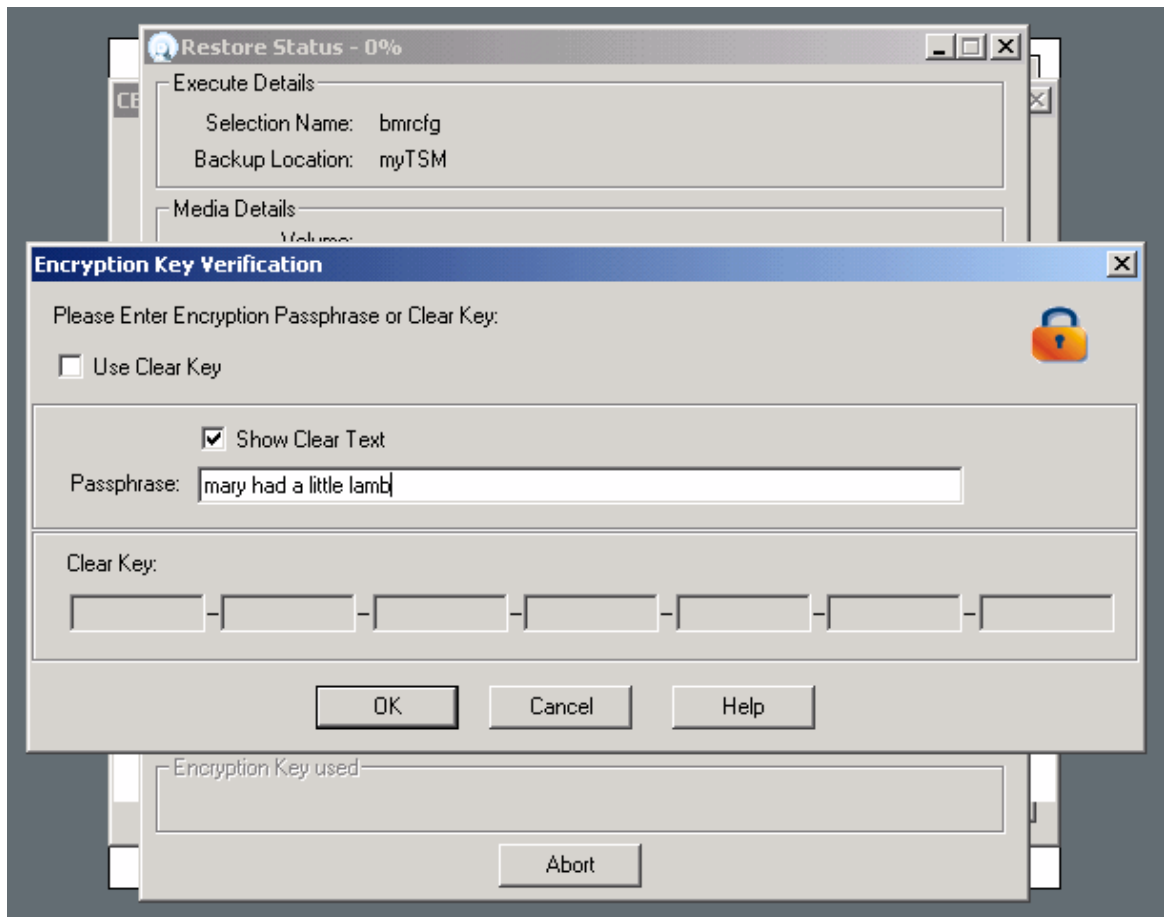 Restore Status - 0%
CE
Execute Details
Selection Name: bmrcfg
Backup Location: myTSM
Media Details
Volume:
Encryption Key Verification
Please Enter Encryption Passphrase or Clear Key:
Use Clear Key
Show Clear Text
Passphrase: mary had a little lamb
Clear Key:
- - - - - -
OK Cancel Help
Encryption Key used
Abort